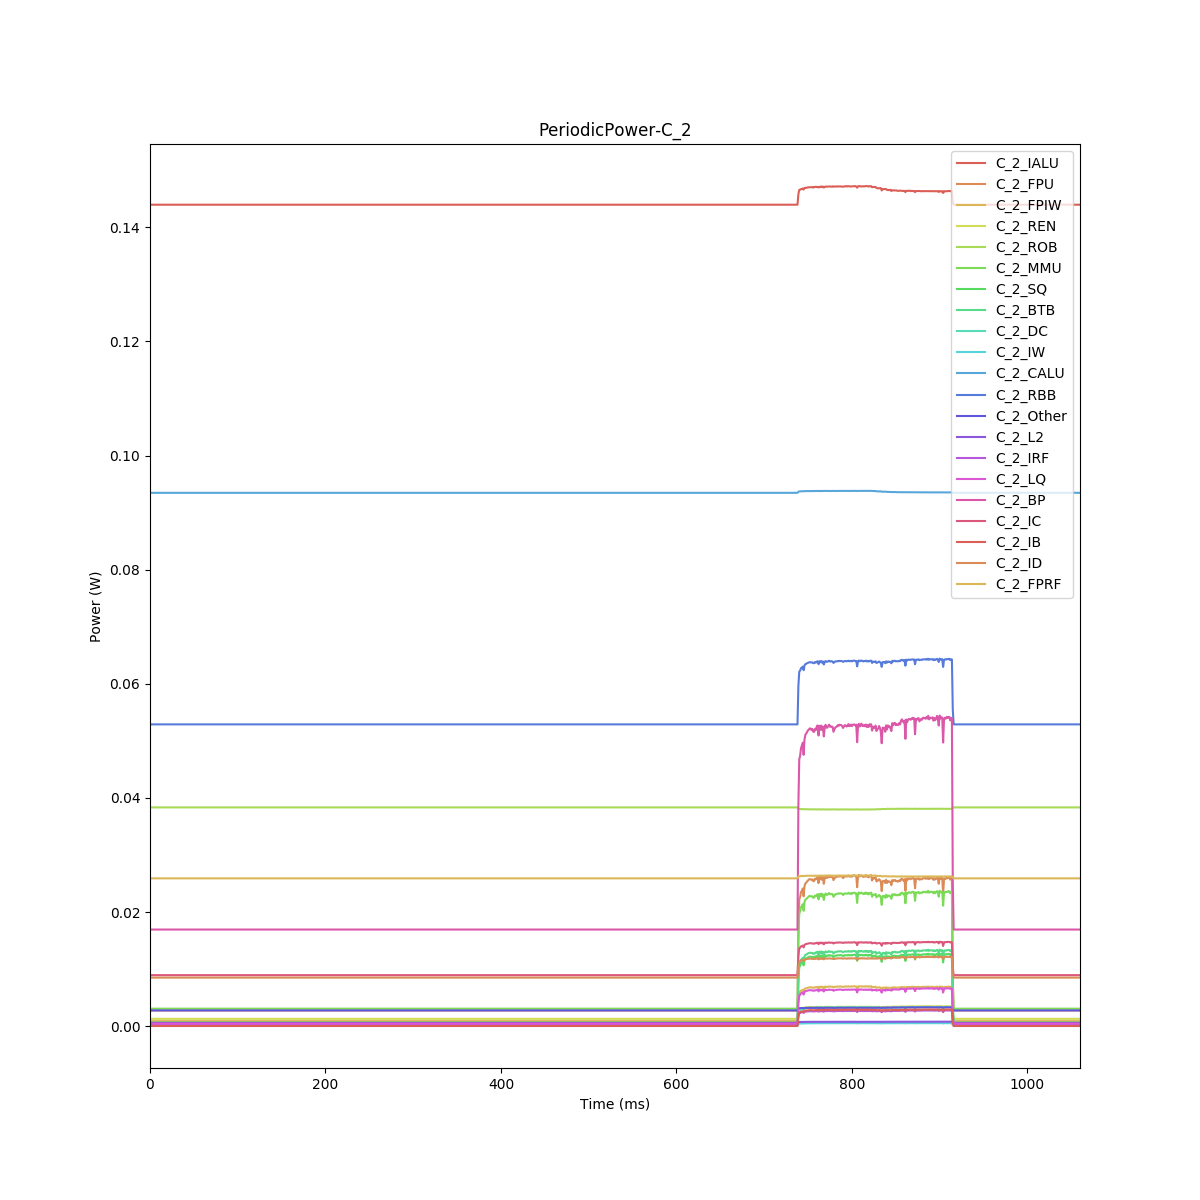 PeriodicPower-C_2
C_2_IALU
C_2_FPU
C_2_FPIW
C_2_REN
C_2_ROB
C_2_MMU
C_2_SQ
C_2_BTB
C_2_DC
C_2_IW
C_2_CALU
C_2_RBB
C_2_Other
C_2_L2
C_2_IRF
C_2_LQ
C_2_BP
C_2_IC
C_2_IB
C_2_ID
C_2_FPRF
0.14
0.12
0.10
0.08
0.06
0.04
0.02
0.00
Power (W)
0 200 400 600 800 1000
Time (ms)